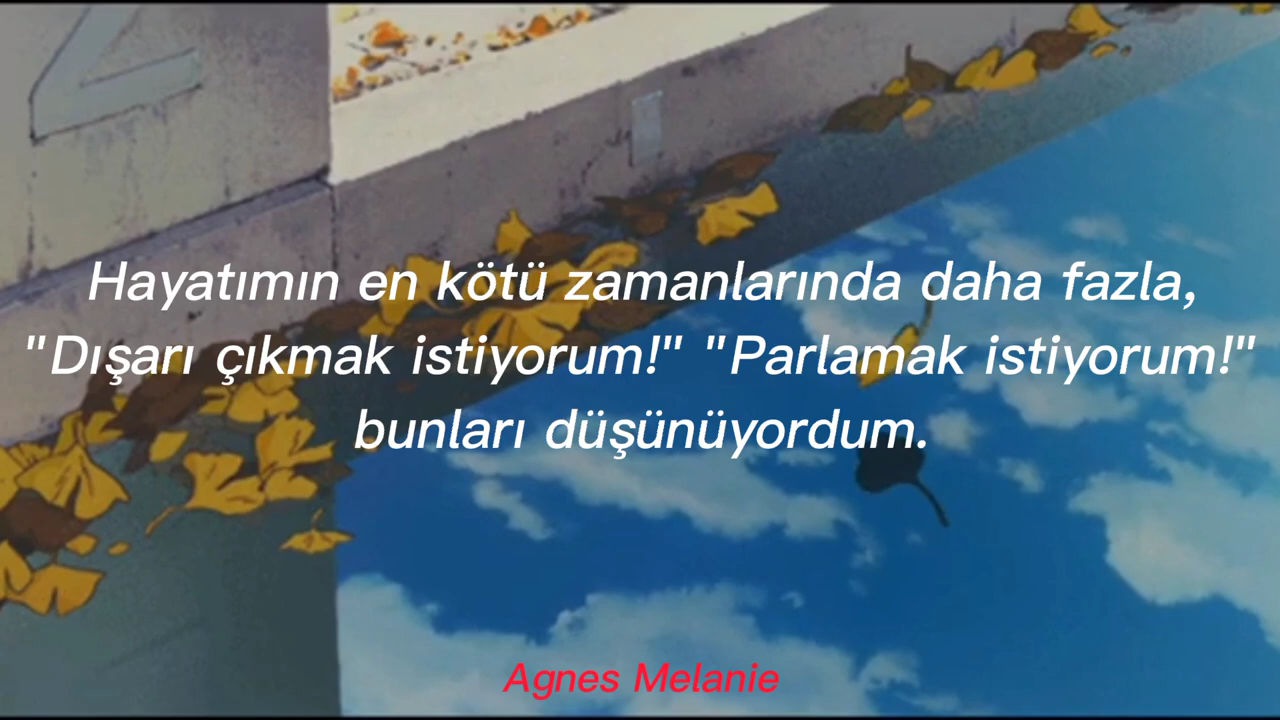 Hayatımın en kötü zamanlarında daha fazla,
"Dışarı çıkmak istiyorum!" "Parlamak istiyorum!"
bunları düşünüyordum.
Agnes Melanie